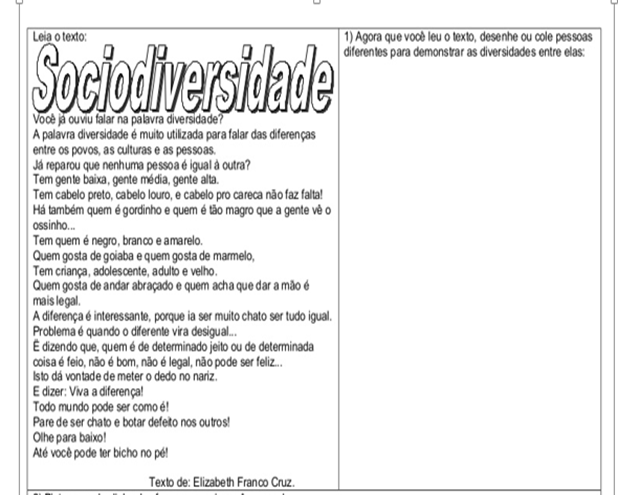 Leia o texto:
Sociodiversidade
Você já ouviu falar na palavra diversidade?
A palavra diversidade é muito utilizada para falar das diferenças
entre os povos, as culturas e as pessoas.
Já reparou que nenhuma pessoa é igual à outra?
Tem gente baixa, gente média, gente alta.
Tem cabelo preto, cabelo louro, e cabelo pro careca não faz falta!
Há também quem é gordinho e quem é tão magro que a gente vê o
ossinho...
Tem quem é negro, branco e amarelo.
Quem gosta de goiaba e quem gosta de marmelo,
Tem criança, adolescente, adulto e velho.
Quem gosta de andar abraçado e quem acha que dar a mão é
mais legal.
A diferença é interessante, porque ia ser muito chato ser tudo igual.
Problema é quando o diferente vira desigual...
É dizendo que, quem é de determinado jeito ou de determinada
coisa é feio, não é bom, não é legal, não pode ser feliz...
Isto dá vontade de meter o dedo no nariz.
E dizer: Viva a diferença!
Todo mundo pode ser como é!
Pare de ser chato e botar defeito nos outros!
Olhe para baixo!
Até você pode ter bicho no pé!
Texto de: Elizabeth Franco Cruz.
1) Agora que você leu o texto, desenhe ou cole pessoas
diferentes para demonstrar as diversidades entre elas: